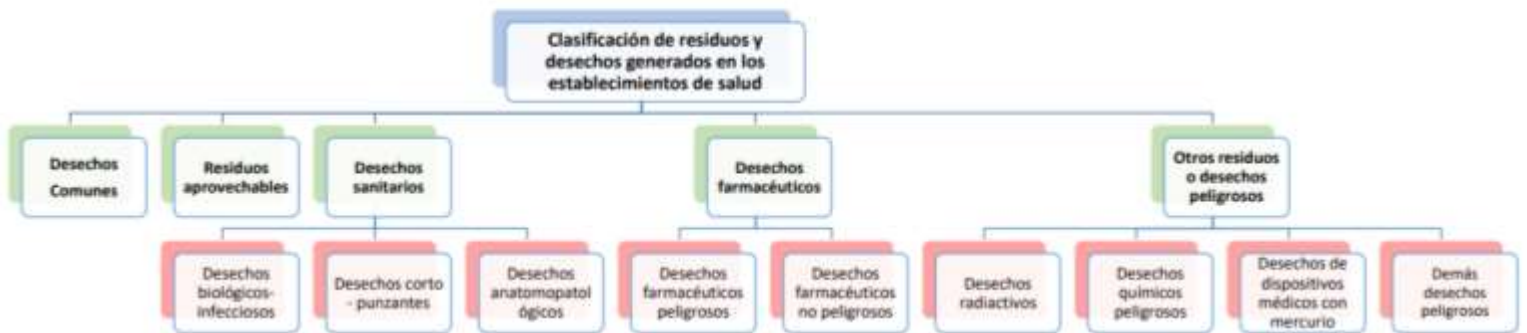 Clasificación de residuos y
desechos generados en los
establecimientos de salud
Desechos
Comunes
Residuos
aprovechables
Desechos
sanitarios
Desechos
farmacéuticos
Otros residuos
o desechos
peligrosos
Desechos
biológicos-
infecciosos
Desechos corto
- punzantes
Desechos
anatomopatol
ógicos
Desechos
farmacéuticos
peligrosos
Desechos
farmacéuticos
no peligrosos
Desechos
radiactivos
Desechos
químicos
peligrosos
Desechos de
dispositivos
médicos con
mercurio
Demás
desechos
peligrosos